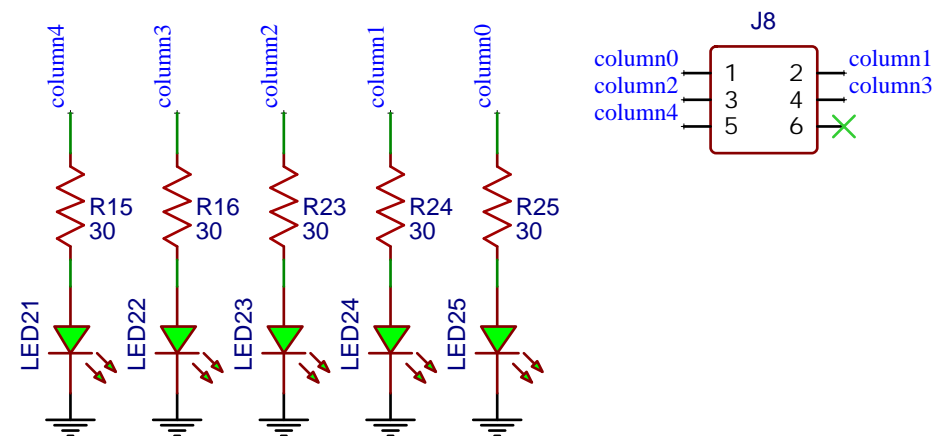 column4
column3
column2
column1
column0
R15
30
R16
30
R23
30
R24
30
R25
30
LED21
LED22
LED23
LED24
LED25
J8
column0 1 2 column1
column2 3 4 column3
column4 5 6